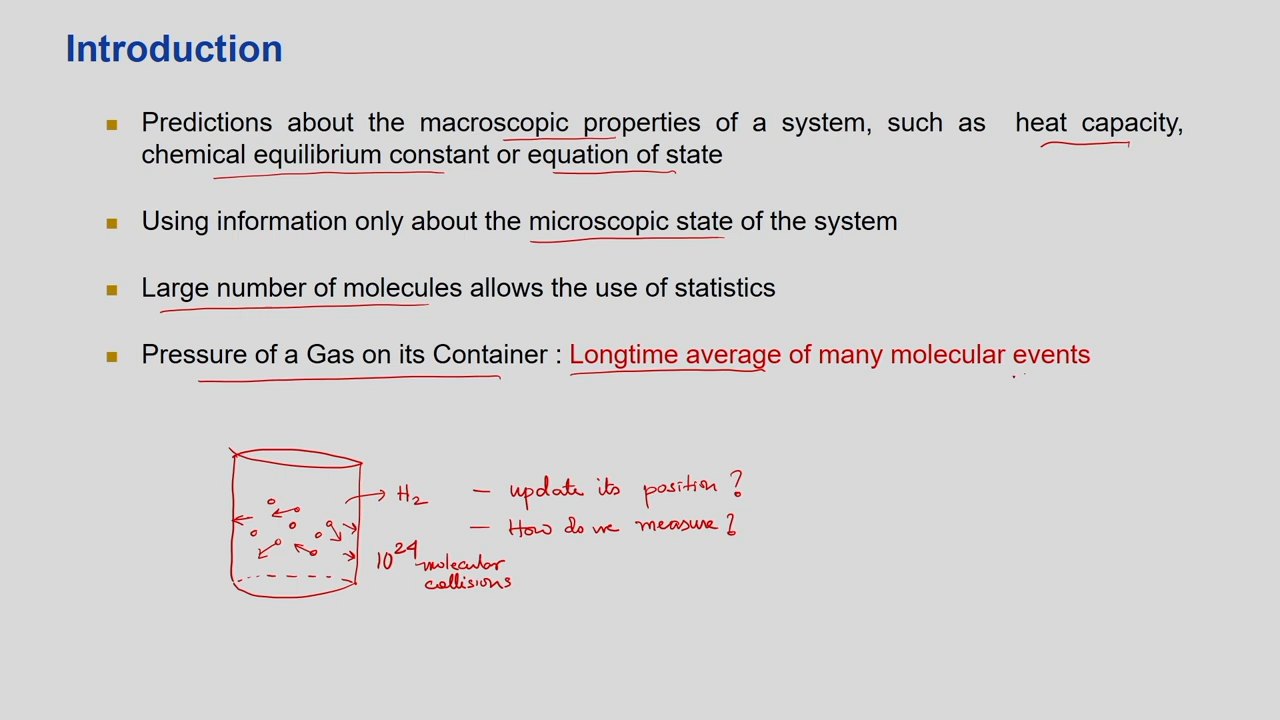 Introduction
Predictions about the macroscopic properties of a system, such as heat capacity,
chemical equilibrium constant or equation of state
Using information only about the microscopic state of the system
Large number of molecules allows the use of statistics
Pressure of a Gas on its Container : Longtime average of many molecular events
H2
- update its position ?
- How do we measure ?
10^24 molecular
collisions